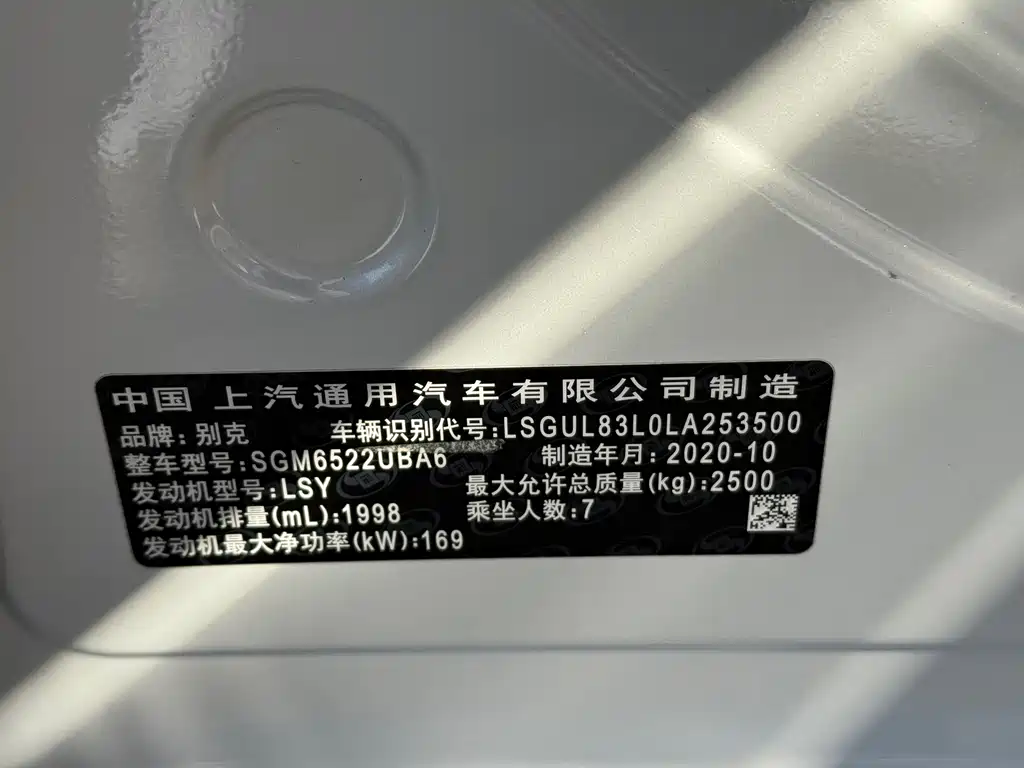 中国 上汽通用汽车有限公司制造
品牌:别克 车辆识别代号:LSGUL83L0LA253500
整车型号:SGM6522UBA6 制造年月:2020-10
发动机型号:LSY 最大允许总质量(kg):2500
发动机排量(mL):1998 乘坐人数:7
发动机最大净功率(kW):169